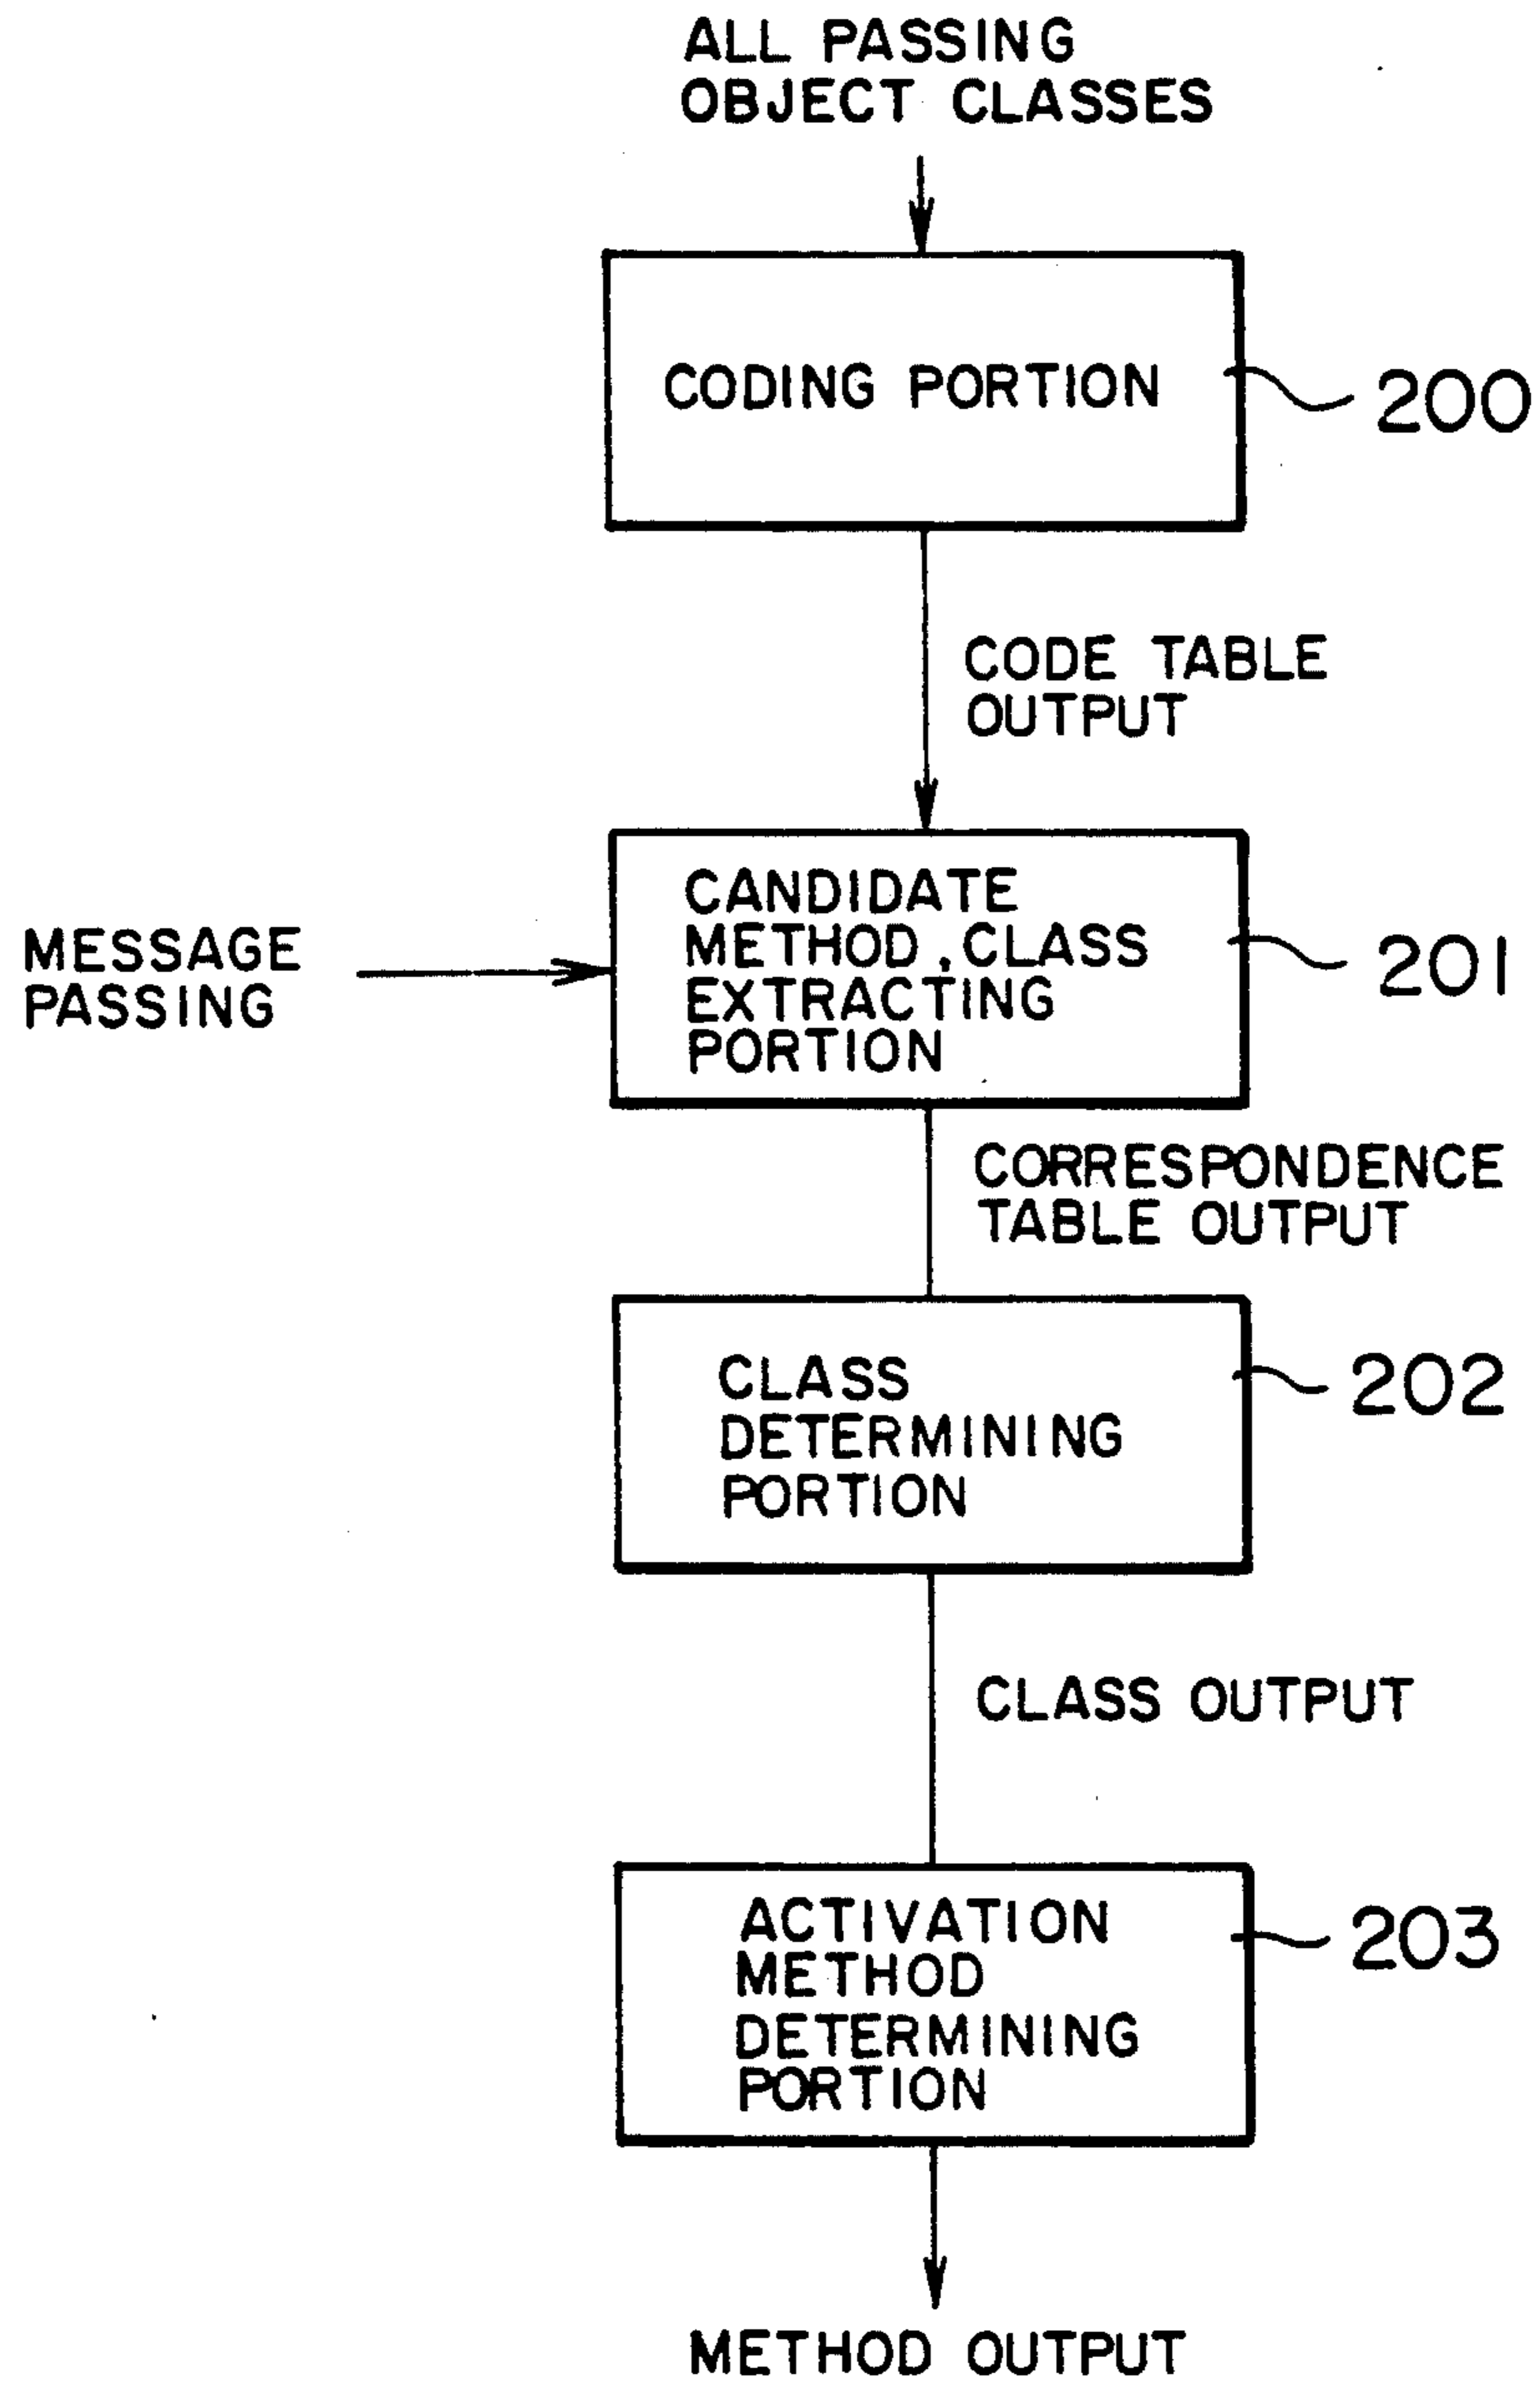 ALL PASSING
OBJECT CLASSES
CODING PORTION
200
CODE TABLE
OUTPUT
MESSAGE
PASSING
CANDIDATE
METHOD . CLASS
EXTRACTING
PORTION
201
CORRESPONDENCE
TABLE OUTPUT
CLASS
DETERMINING
PORTION
202
CLASS OUTPUT
ACTIVATION
METHOD
DETERMINING
PORTION
203
METHOD OUTPUT